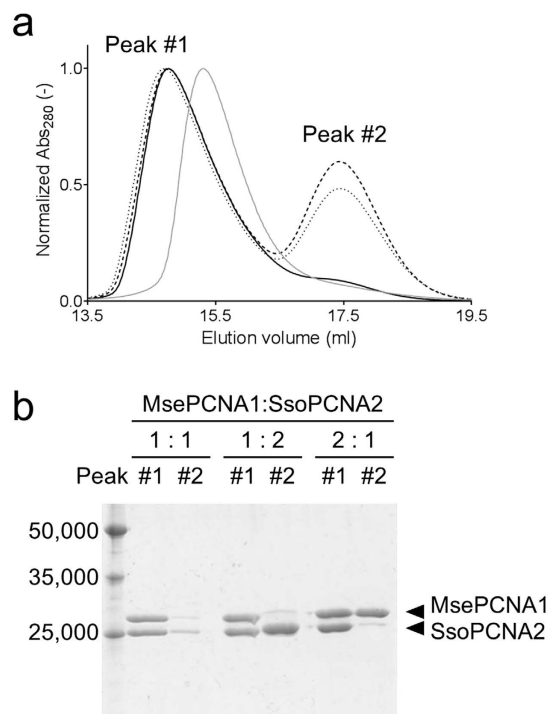 a
Peak #1
Peak #2
Normalized Abs280 (-)
1.0
0.5
0.0
13.5 15.5 17.5 19.5
Elution volume (ml)
b
MsePCNA1:SsoPCNA2
1 : 1 1 : 2 2 : 1
Peak #1 #2 #1 #2 #1 #2
50,000
35,000
25,000
MsePCNA1
SsoPCNA2